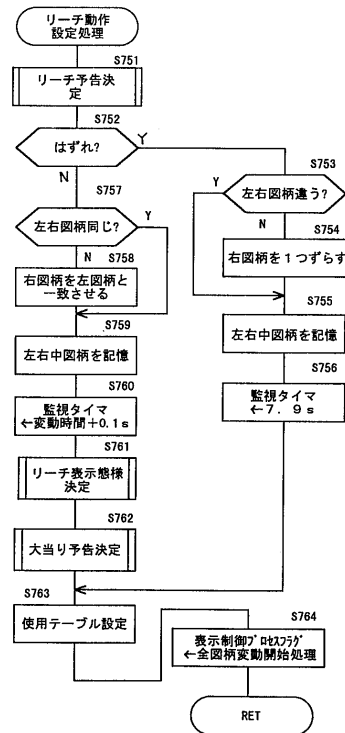 リーチ動作
設定処理
S751
リーチ予告決
定
S752
はずれ?
Y
N
S753
左右図柄違う?
Y
N
S754
右図柄を1つずらす
S755
左右中図柄を記憶
S756
監視タイマ
←7.9s
S757
左右図柄同じ?
Y
N
S758
右図柄を左図柄と
一致させる
S759
左右中図柄を記憶
S760
監視タイマ
←変動時間+0.1s
S761
リーチ表示態様
決定
S762
大当り予告決定
S763
使用テーブル設定
S764
表示制御プロセスフラグ
←全図柄変動開始処理
RET